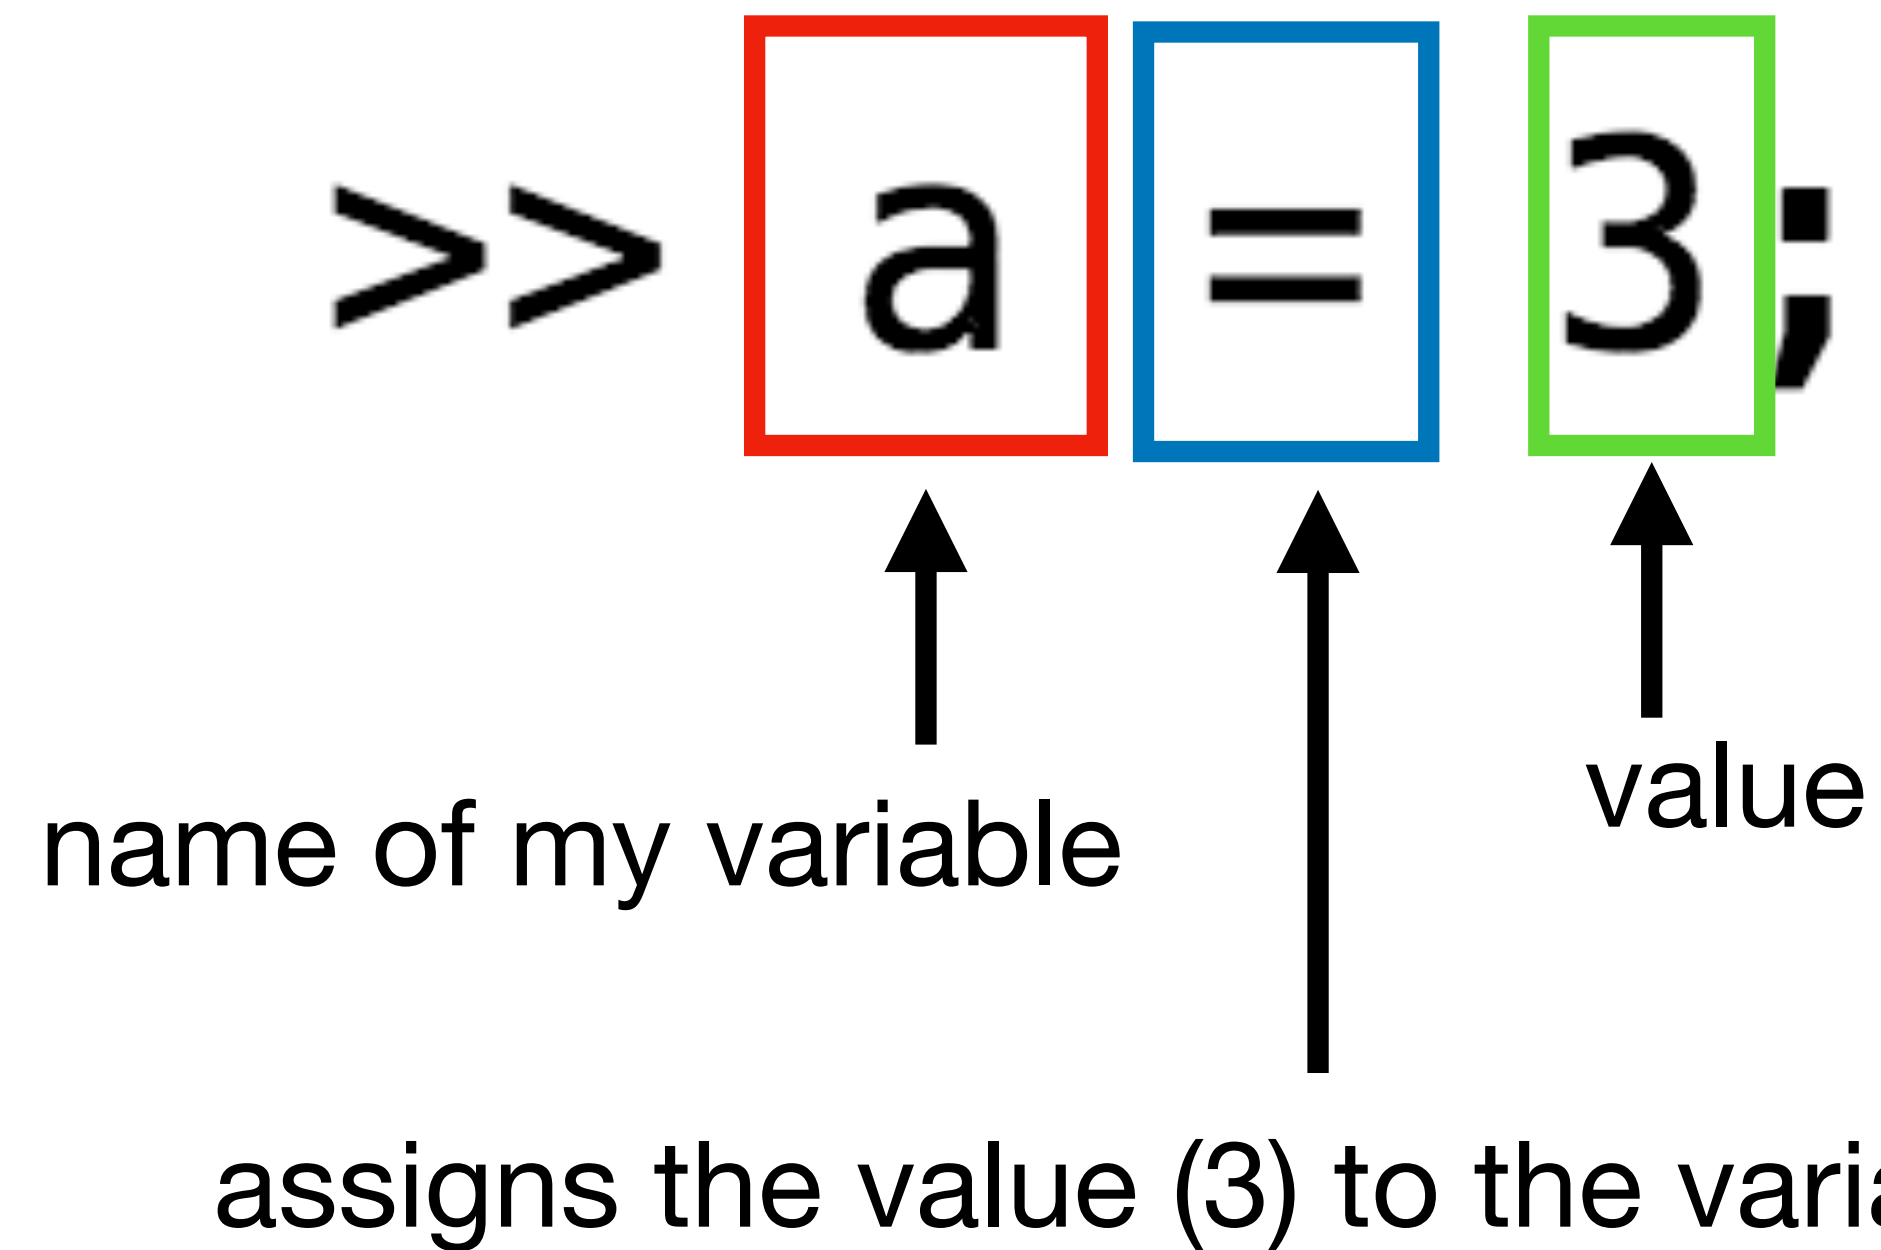 >> a = 3;
value
name of my variable
assigns the value (3) to the